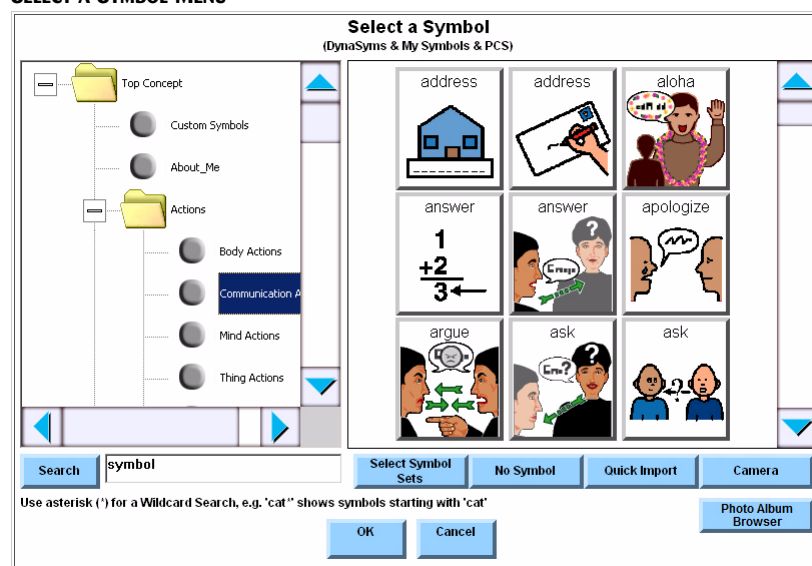 SELECT A SYMBOL MENU
Select a Symbol
(DynaSyms & My Symbols & PCS)
Top Concept
Custom Symbols
About_Me
Actions
Body Actions
Communication A
Mind Actions
Thing Actions
address address aloha
answer answer apologize
1
+2
3
?
argue ask ask
?
?
?
Search symbol
Select Symbol
Sets
No Symbol Quick Import Camera
Use asterisk (*) for a Wildcard Search, e.g. 'cat*' shows symbols starting with 'cat'
Photo Album
Browser
OK Cancel